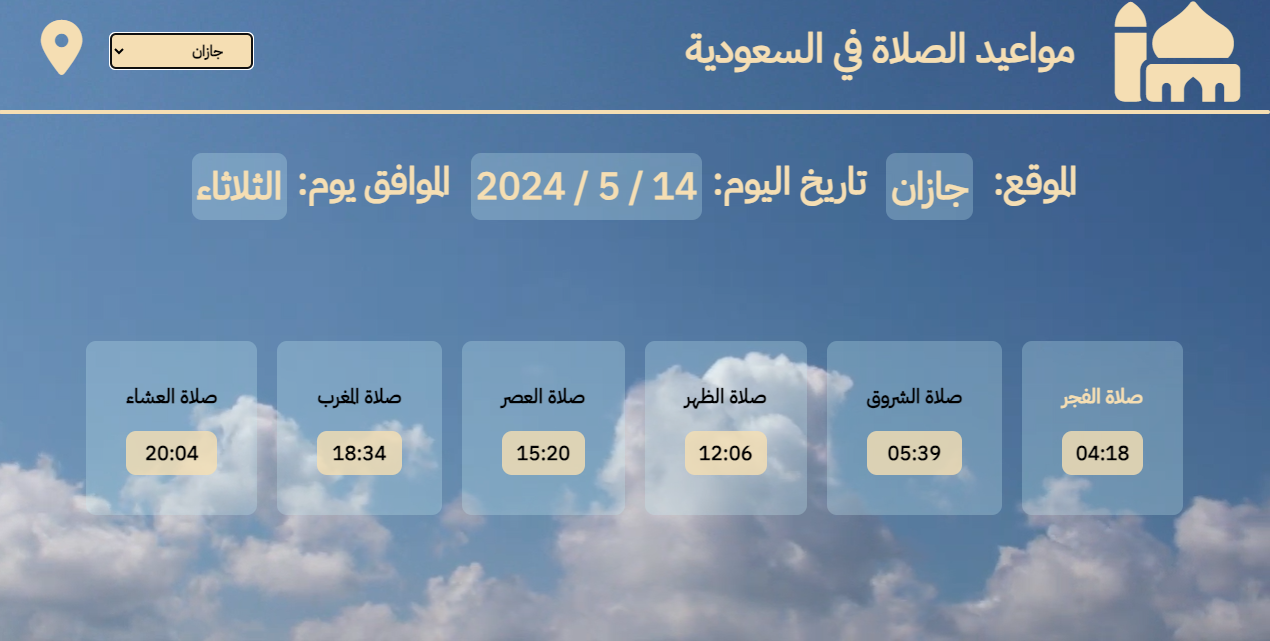 مواعيد الصلاة في السعودية
جازان
الموقع: جازان تاريخ اليوم: 14 / 5 / 2024 الموافق يوم: الثلاثاء
صلاة الفجر
04:18
صلاة الشروق
05:39
صلاة الظهر
12:06
صلاة العصر
15:20
صلاة المغرب
18:34
صلاة العشاء
20:04